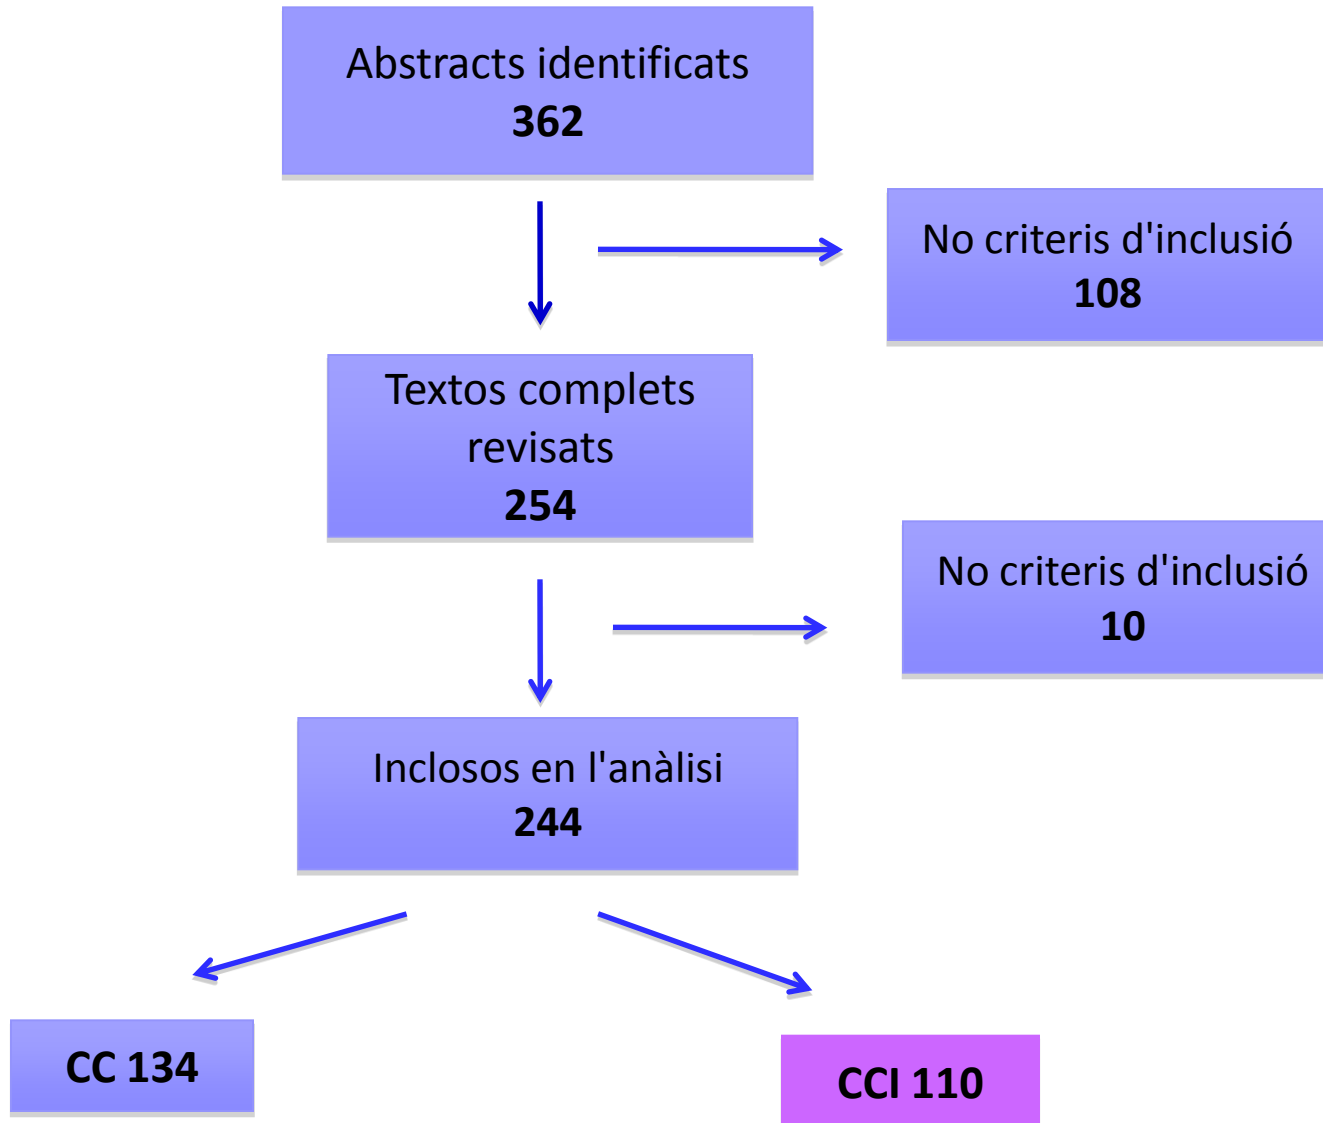 Abstracts identificats
362
No criteris d'inclusió
108
Textos complets
revisats
254
No criteris d'inclusió
10
Inclosos en l'anàlisi
244
CC 134
CCI 110